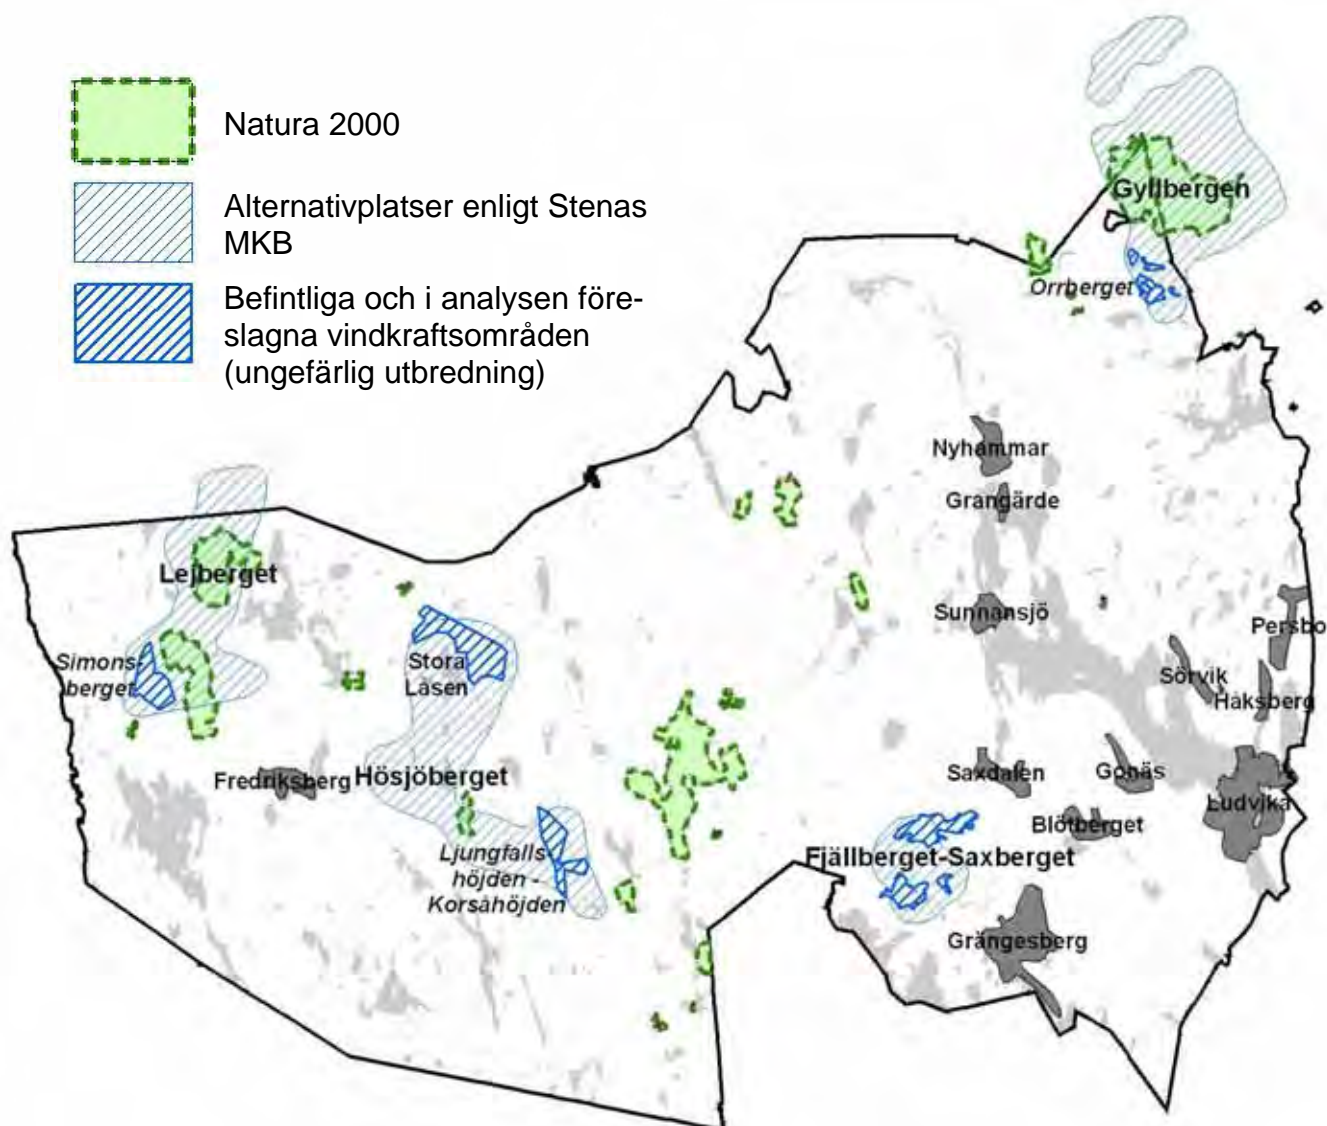 Natura 2000
Alternativplatser enligt Stenas
MKB
Befintliga och i analysen före-
slagna vindkraftsområden
(ungefärlig utbredning)
Gyllbergen
Orrberget
Nyhammar
Grangärde
Lejberget
Sunnansjö
Persbo
Simons-
berget
Stora
Låsen
Sörvik
Håksberg
Fredriksberg
Hösjöberget
Saxdalen
Gonäs
Ludvika
Blötberget
Ljungfalls-
höjden -
Korsåhöjden
Fjällberget-Saxberget
Grängesberg